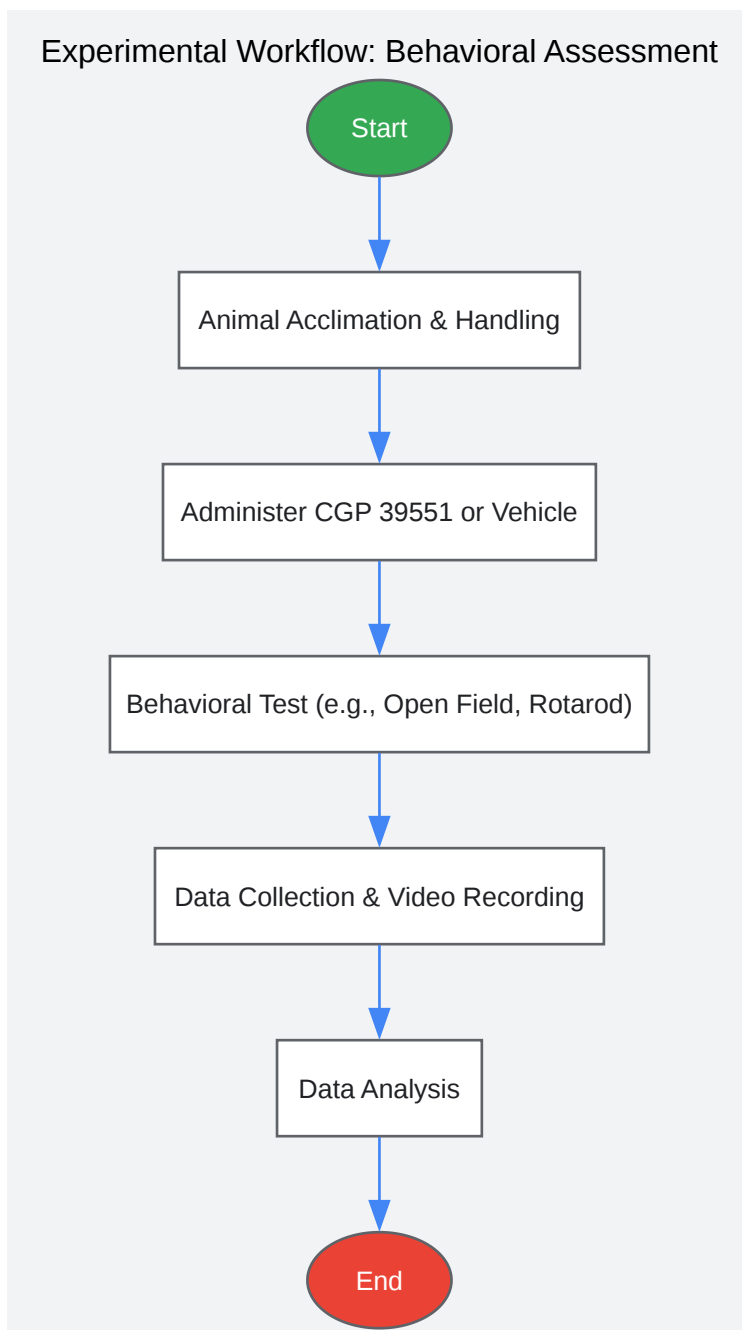 Experimental Workflow: Behavioral Assessment
Start
Animal Acclimation & Handling
Administer CGP 39551 or Vehicle
Behavioral Test (e.g., Open Field, Rotarod)
Data Collection & Video Recording
Data Analysis
End